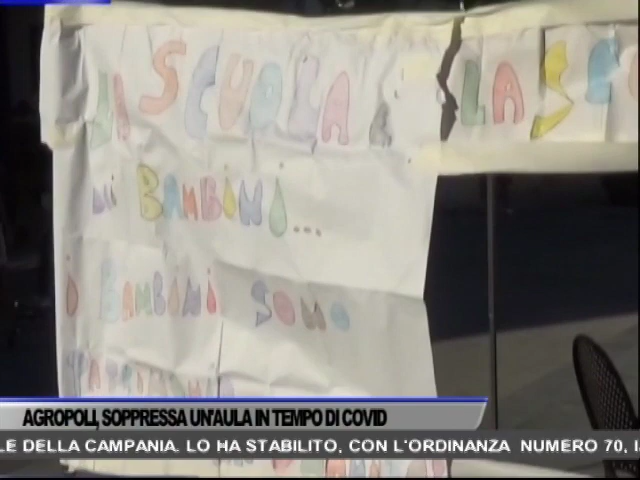 LA SCUOLA È LA SCUO
AI BAMBINI...
I BAMBINI SONO
AGROPOLI, SOPPRESSA UN'AULA IN TEMPO DI COVID
LE DELLA CAMPANIA. LO HA STABILITO, CON L'ORDINANZA NUMERO 70, I